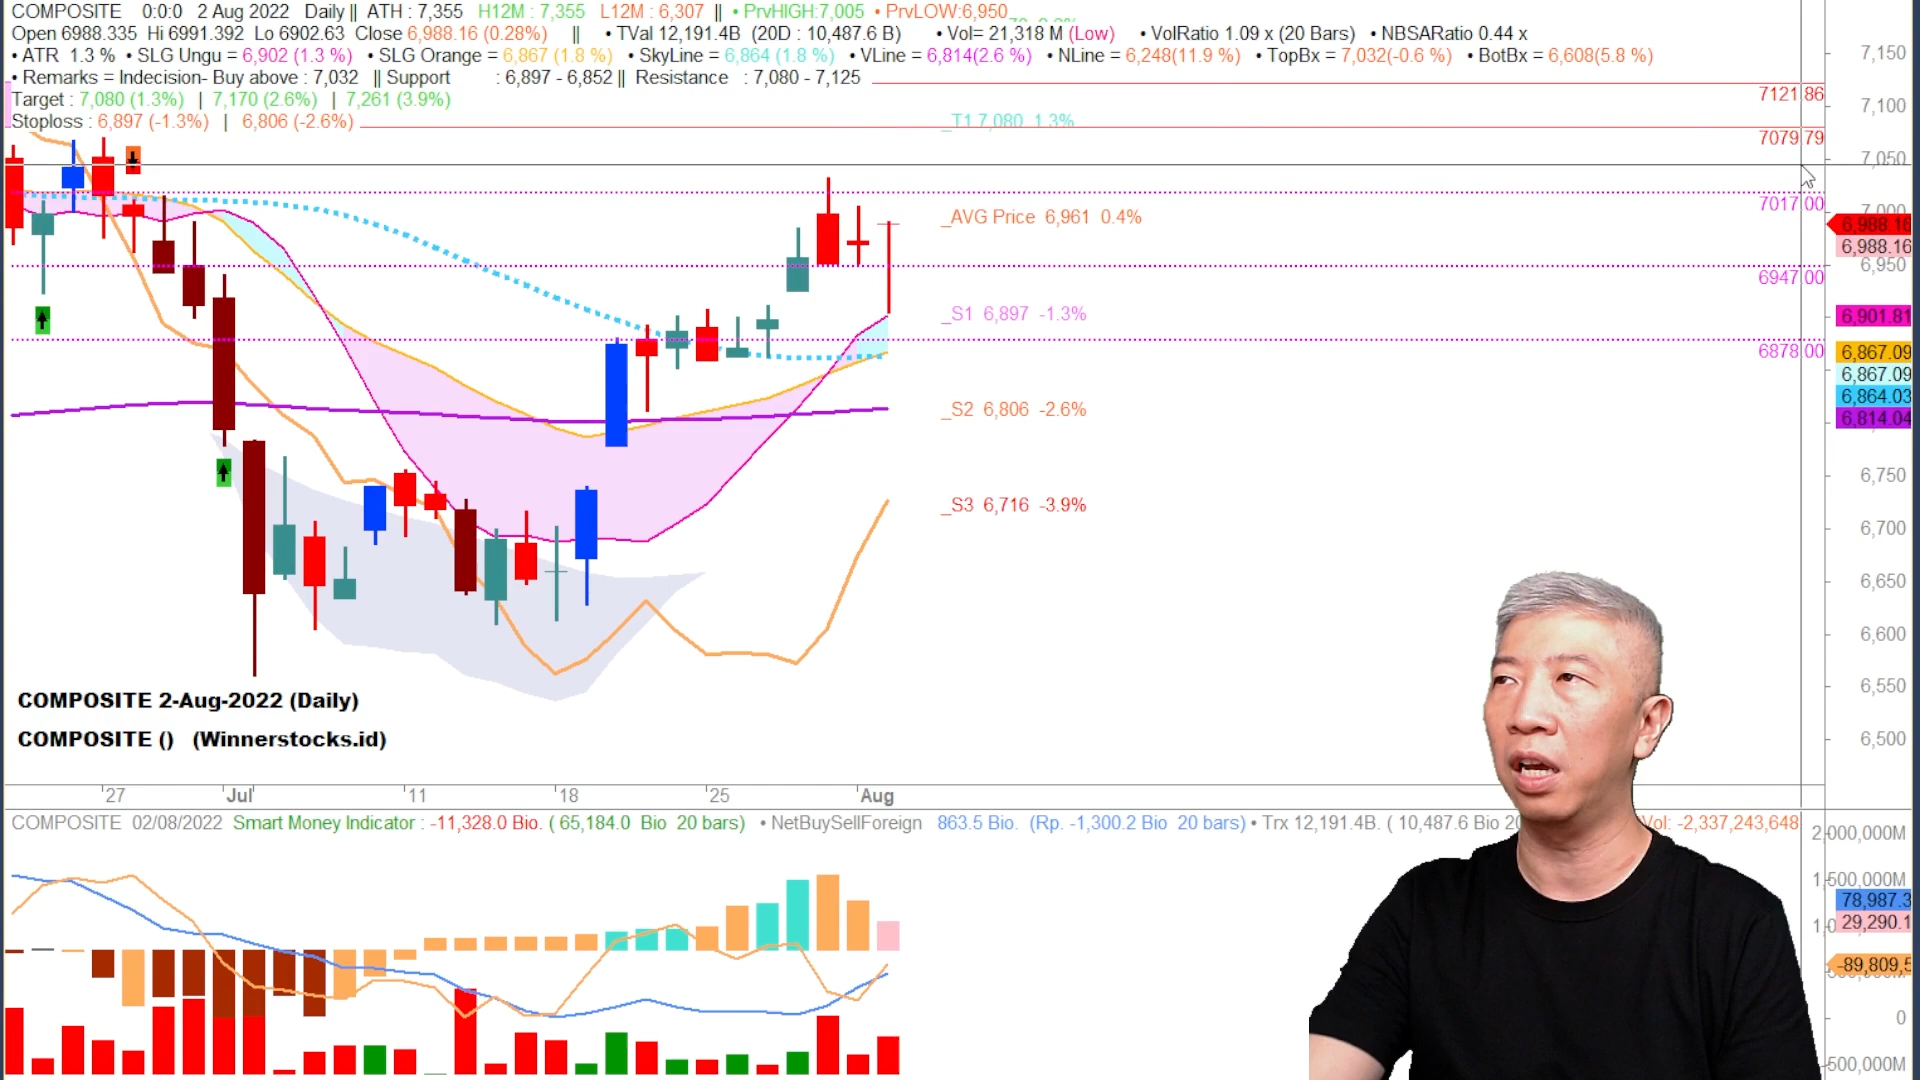 COMPOSITE 0:0:0 2 Aug 2022 Daily || ATH : 7,355 H12M : 7,355 L12M : 6,307 || • PrvHIGH:7,005 • PrvLOW:6,950
Open 6988.335 Hi 6991.392 Lo 6902.63 Close 6,988.16 (0.28%) || • TVal 12,191.4B (20D : 10,487.6 B) • Vol= 21,318 M (Low) • VolRatio 1.09 x (20 Bars) • NBSARatio 0.44 x
• ATR 1.3 % • SLG Ungu = 6,902 (1.3 %) • SLG Orange = 6,867 (1.8 %) • SkyLine = 6,864 (1.8 %) • VLine = 6,814(2.6 %) • NLine = 6,248(11.9 %) • TopBx = 7,032(-0.6 %) • BotBx = 6,608(5.8 %)
• Remarks = Indecision- Buy above : 7,032 || Support : 6,897 - 6,852 || Resistance : 7,080 - 7,125
Target : 7,080 (1.3%) | 7,170 (2.6%) | 7,261 (3.9%)
Stoploss : 6,897 (-1.3%) | 6,806 (-2.6%)
7,150
7121.86
7,100
_T1 7,080 1.3%
7079.79
7,050
7017.00
7,000
_AVG Price 6,961 0.4%
6,988.16
6,988.16
6,950
6947.00
_S1 6,897 -1.3%
6,901.81
6878.00
6,867.09
6,867.09
6,864.03
_S2 6,806 -2.6%
6,814.04
6,750
_S3 6,716 -3.9%
6,700
6,650
6,600
6,550
6,500
COMPOSITE 2-Aug-2022 (Daily)
COMPOSITE () (Winnerstocks.id)
27 Jul 11 18 25 Aug
COMPOSITE 02/08/2022 Smart Money Indicator : -11,328.0 Bio. ( 65,184.0 Bio 20 bars) • NetBuySellForeign 863.5 Bio. (Rp. -1,300.2 Bio 20 bars) • Trx 12,191.4B. ( 10,487.6 Bio 20 Vol: -2,337,243,648
2,000,000M
1,500,000M
78,987.3
29,290.1
-89,809.5
0
-500,000M